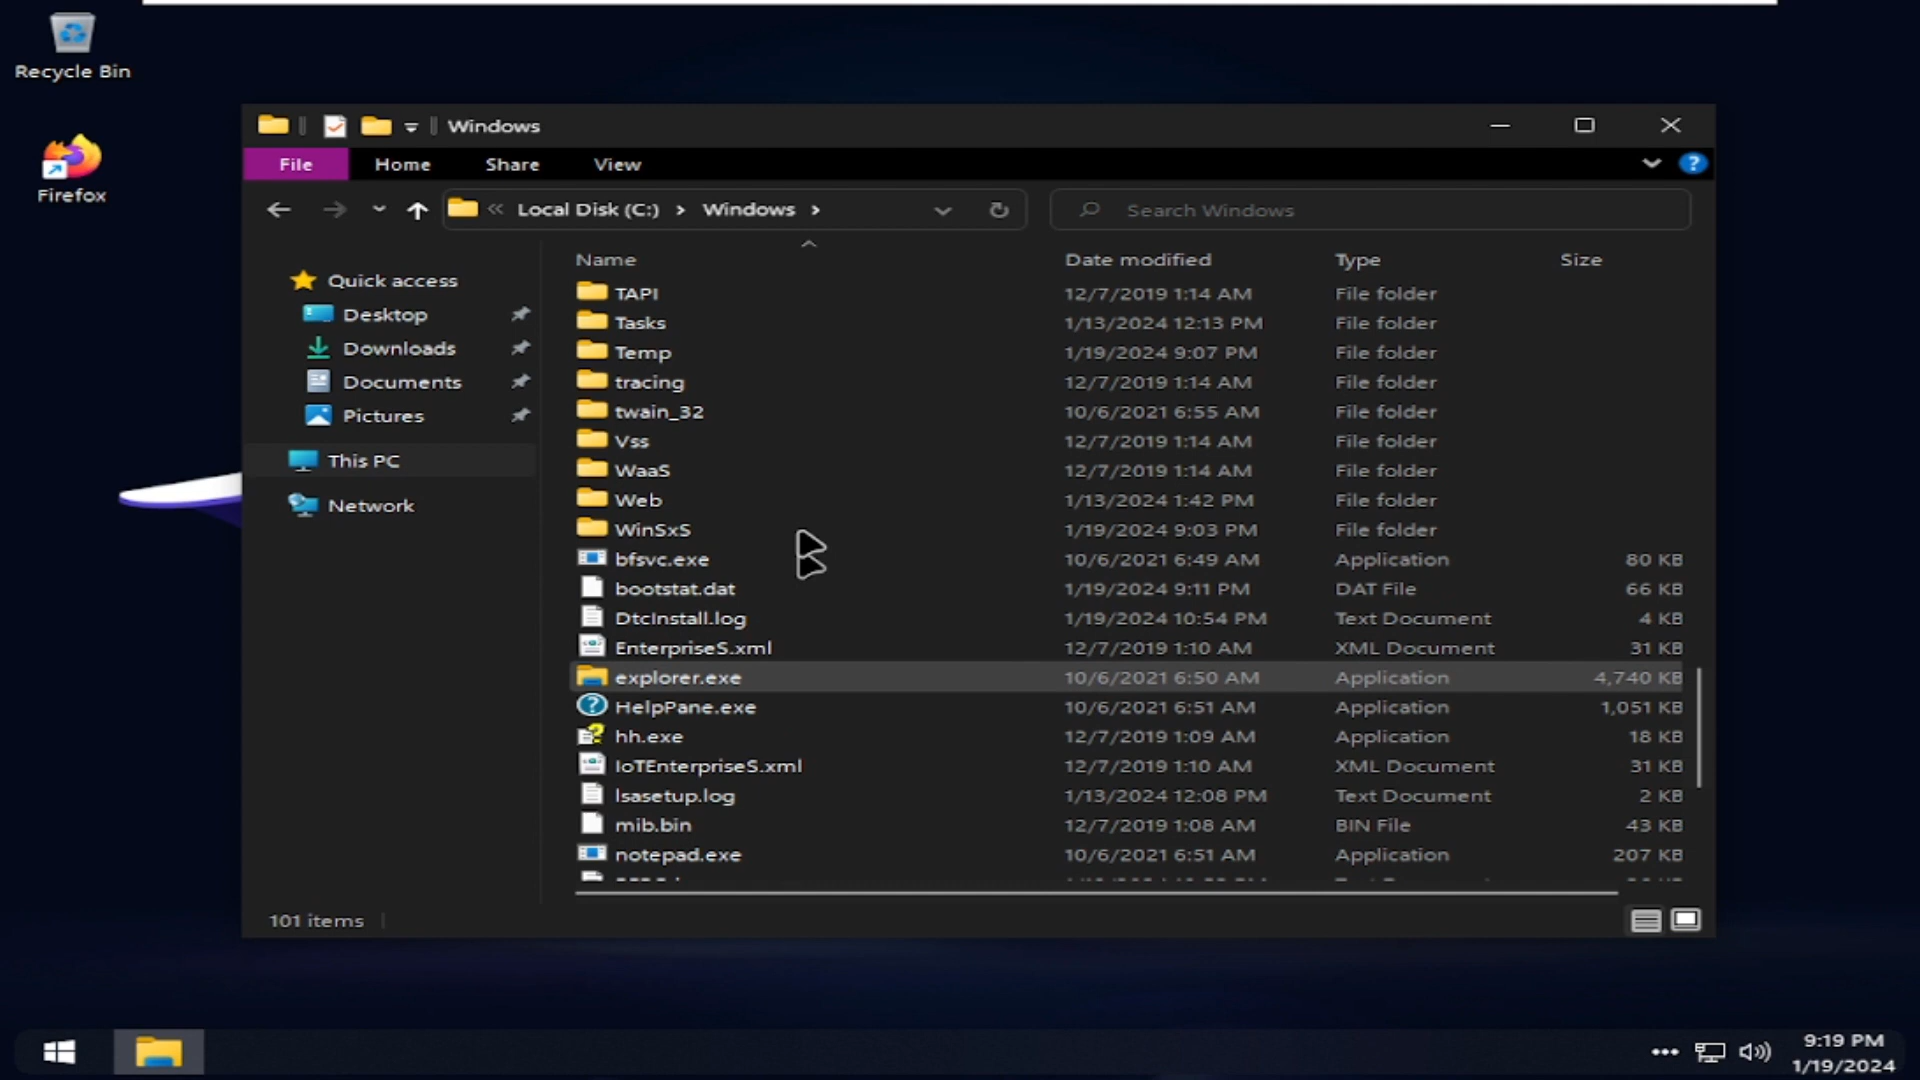 Recycle Bin
Firefox
Windows
File Home Share View
« Local Disk (C:) > Windows >
Search Windows
Name Date modified Type Size
Quick access
Desktop
Downloads
Documents
Pictures
This PC
Network
TAPI 12/7/2019 1:14 AM File folder
Tasks 1/13/2024 12:13 PM File folder
Temp 1/19/2024 9:07 PM File folder
tracing 12/7/2019 1:14 AM File folder
twain_32 10/6/2021 6:55 AM File folder
Vss 12/7/2019 1:14 AM File folder
WaaS 12/7/2019 1:14 AM File folder
Web 1/13/2024 1:42 PM File folder
WinSxS 1/19/2024 9:03 PM File folder
bfsvc.exe 10/6/2021 6:49 AM Application 80 KB
bootstat.dat 1/19/2024 9:11 PM DAT File 66 KB
DtcInstall.log 1/19/2024 10:54 PM Text Document 4 KB
EnterpriseS.xml 12/7/2019 1:10 AM XML Document 31 KB
explorer.exe 10/6/2021 6:50 AM Application 4,740 KB
HelpPane.exe 10/6/2021 6:51 AM Application 1,051 KB
hh.exe 12/7/2019 1:09 AM Application 18 KB
IoTEnterpriseS.xml 12/7/2019 1:10 AM XML Document 31 KB
lsasetup.log 1/13/2024 12:08 PM Text Document 2 KB
mib.bin 12/7/2019 1:08 AM BIN File 43 KB
notepad.exe 10/6/2021 6:51 AM Application 207 KB
101 items
9:19 PM
1/19/2024